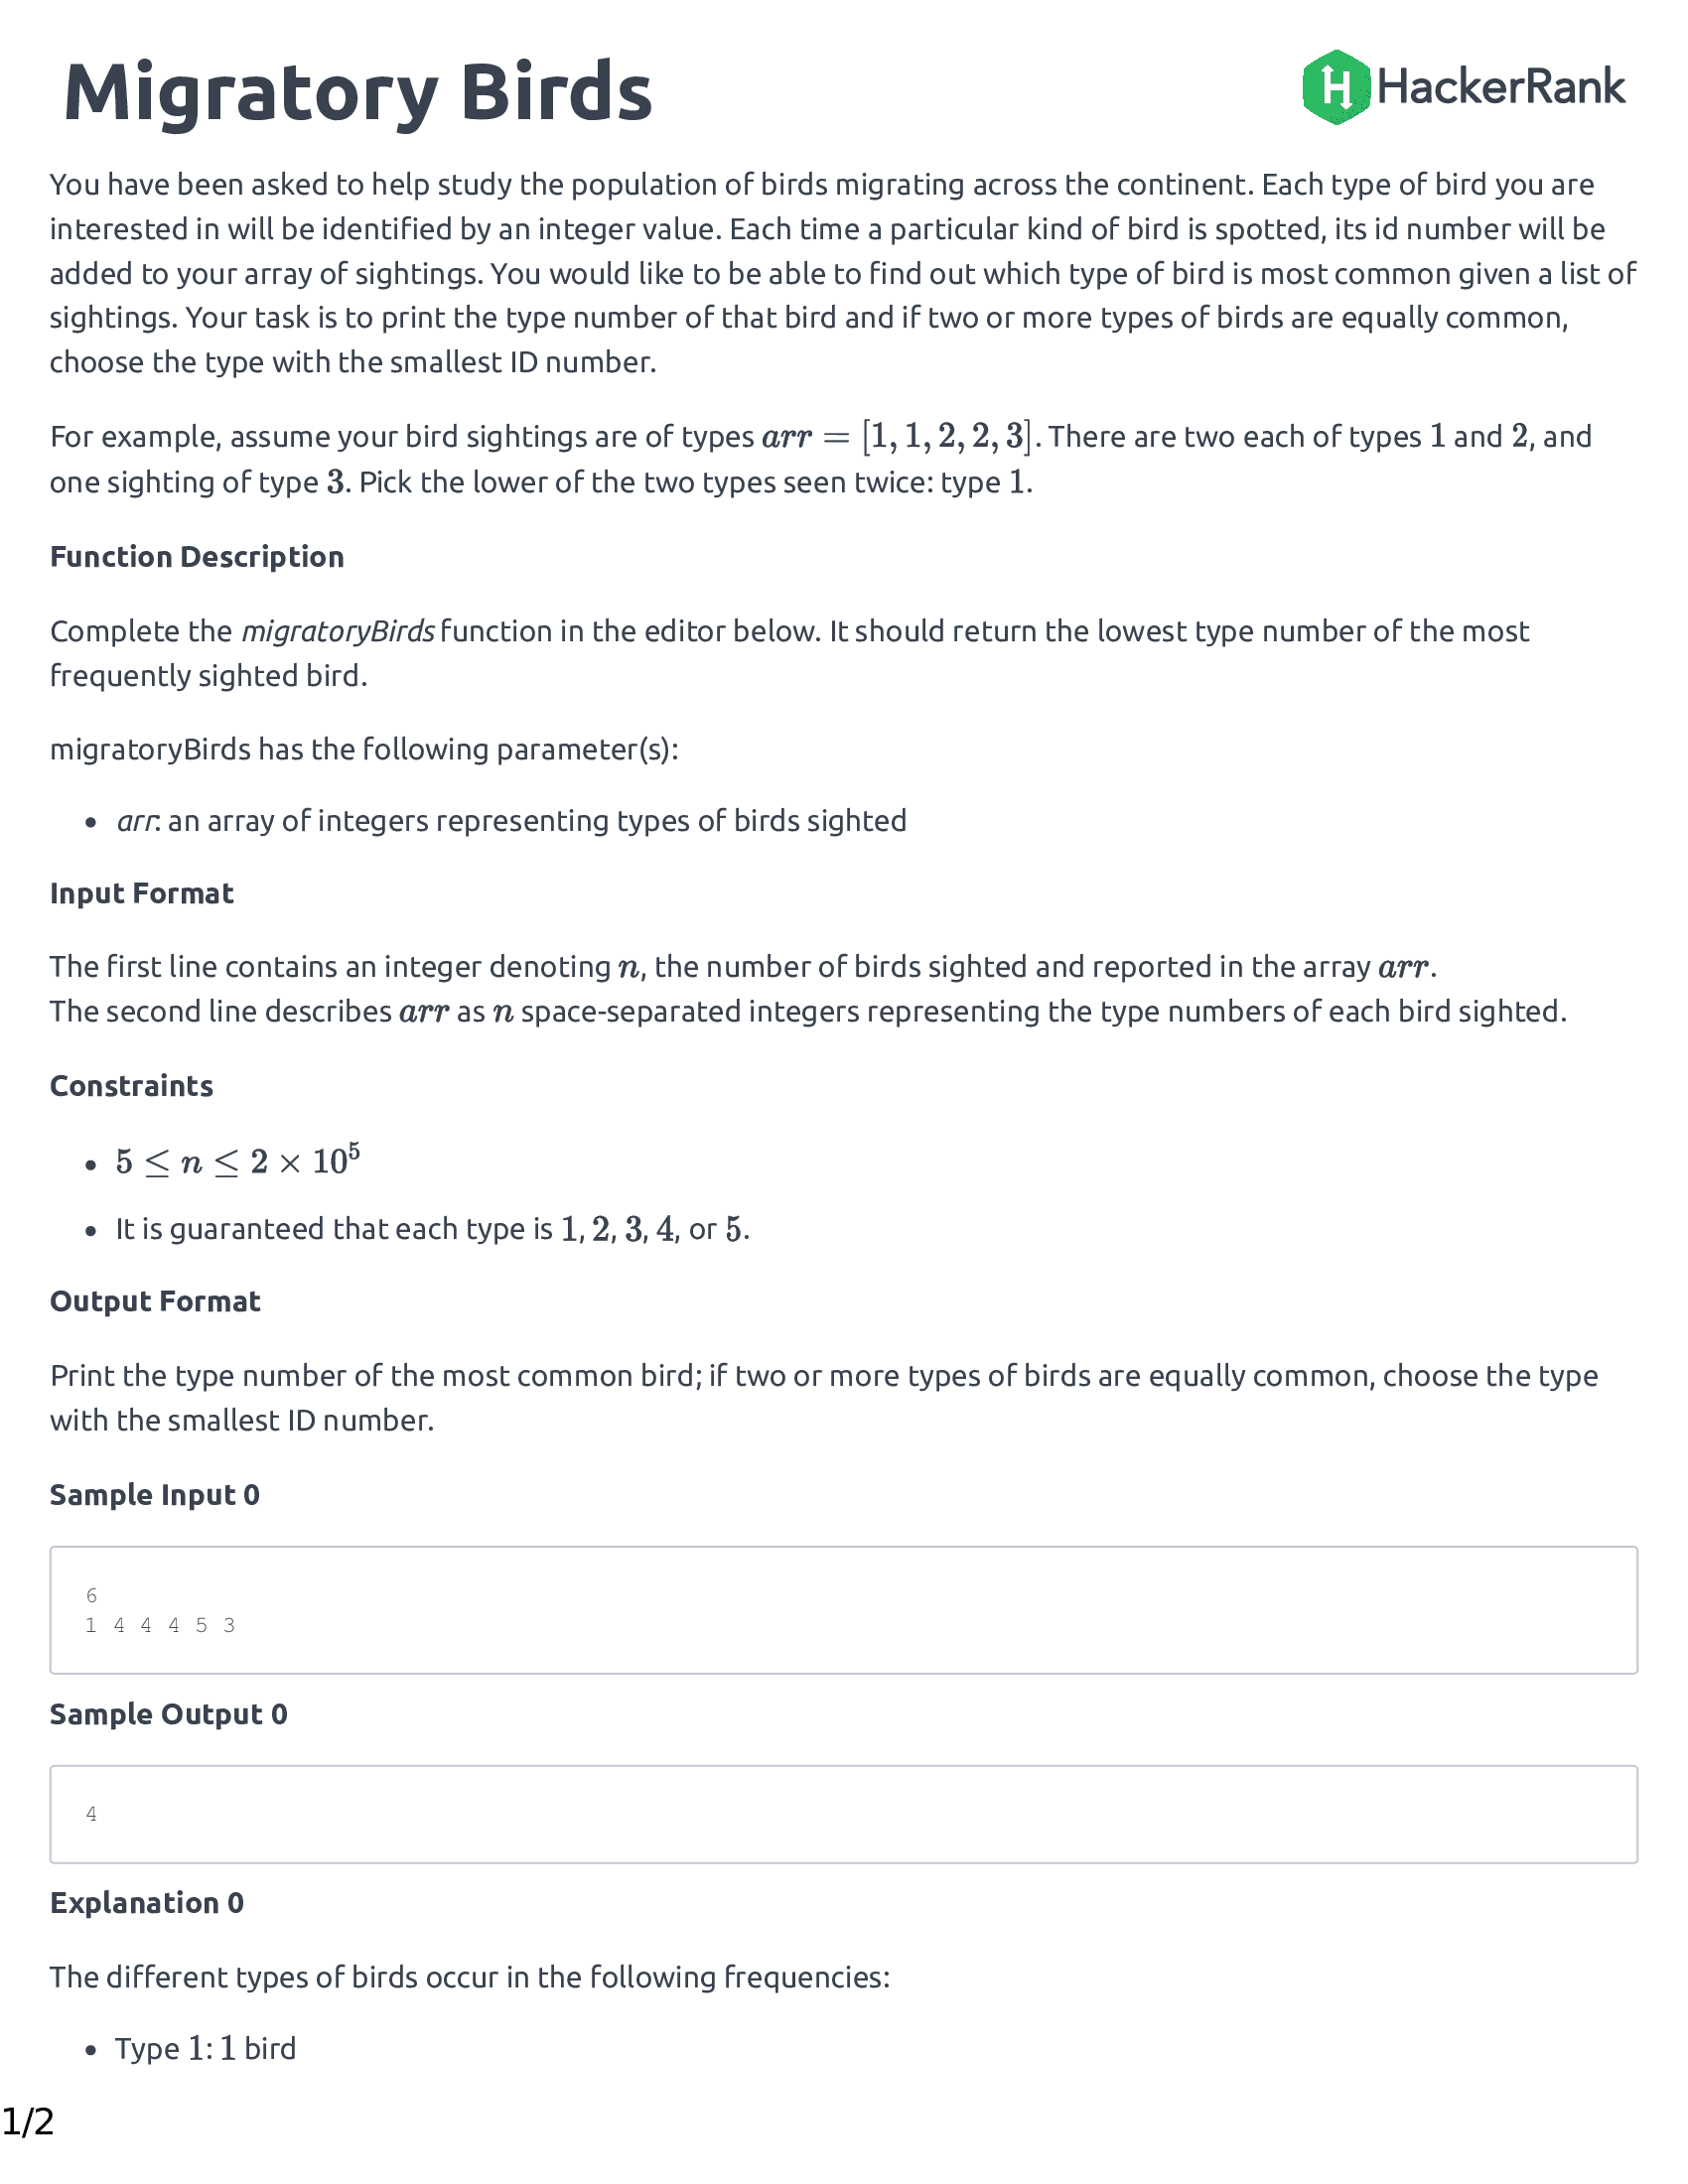 Migratory Birds
HackerRank
You have been asked to help study the population of birds migrating across the continent. Each type of bird you are
interested in will be identified by an integer value. Each time a particular kind of bird is spotted, its id number will be
added to your array of sightings. You would like to be able to find out which type of bird is most common given a list of
sightings. Your task is to print the type number of that bird and if two or more types of birds are equally common,
choose the type with the smallest ID number.
For example, assume your bird sightings are of types arr = [1, 1, 2, 2, 3]. There are two each of types 1 and 2, and
one sighting of type 3. Pick the lower of the two types seen twice: type 1.
Function Description
Complete the migratoryBirds function in the editor below. It should return the lowest type number of the most
frequently sighted bird.
migratoryBirds has the following parameter(s):
• arr: an array of integers representing types of birds sighted
Input Format
The first line contains an integer denoting n, the number of birds sighted and reported in the array arr.
The second line describes arr as n space-separated integers representing the type numbers of each bird sighted.
Constraints
• 5 ≤ n ≤ 2 × 10⁵
• It is guaranteed that each type is 1, 2, 3, 4, or 5.
Output Format
Print the type number of the most common bird; if two or more types of birds are equally common, choose the type
with the smallest ID number.
Sample Input 0
6
1 4 4 4 5 3
Sample Output 0
4
Explanation 0
The different types of birds occur in the following frequencies:
• Type 1: 1 bird
1/2